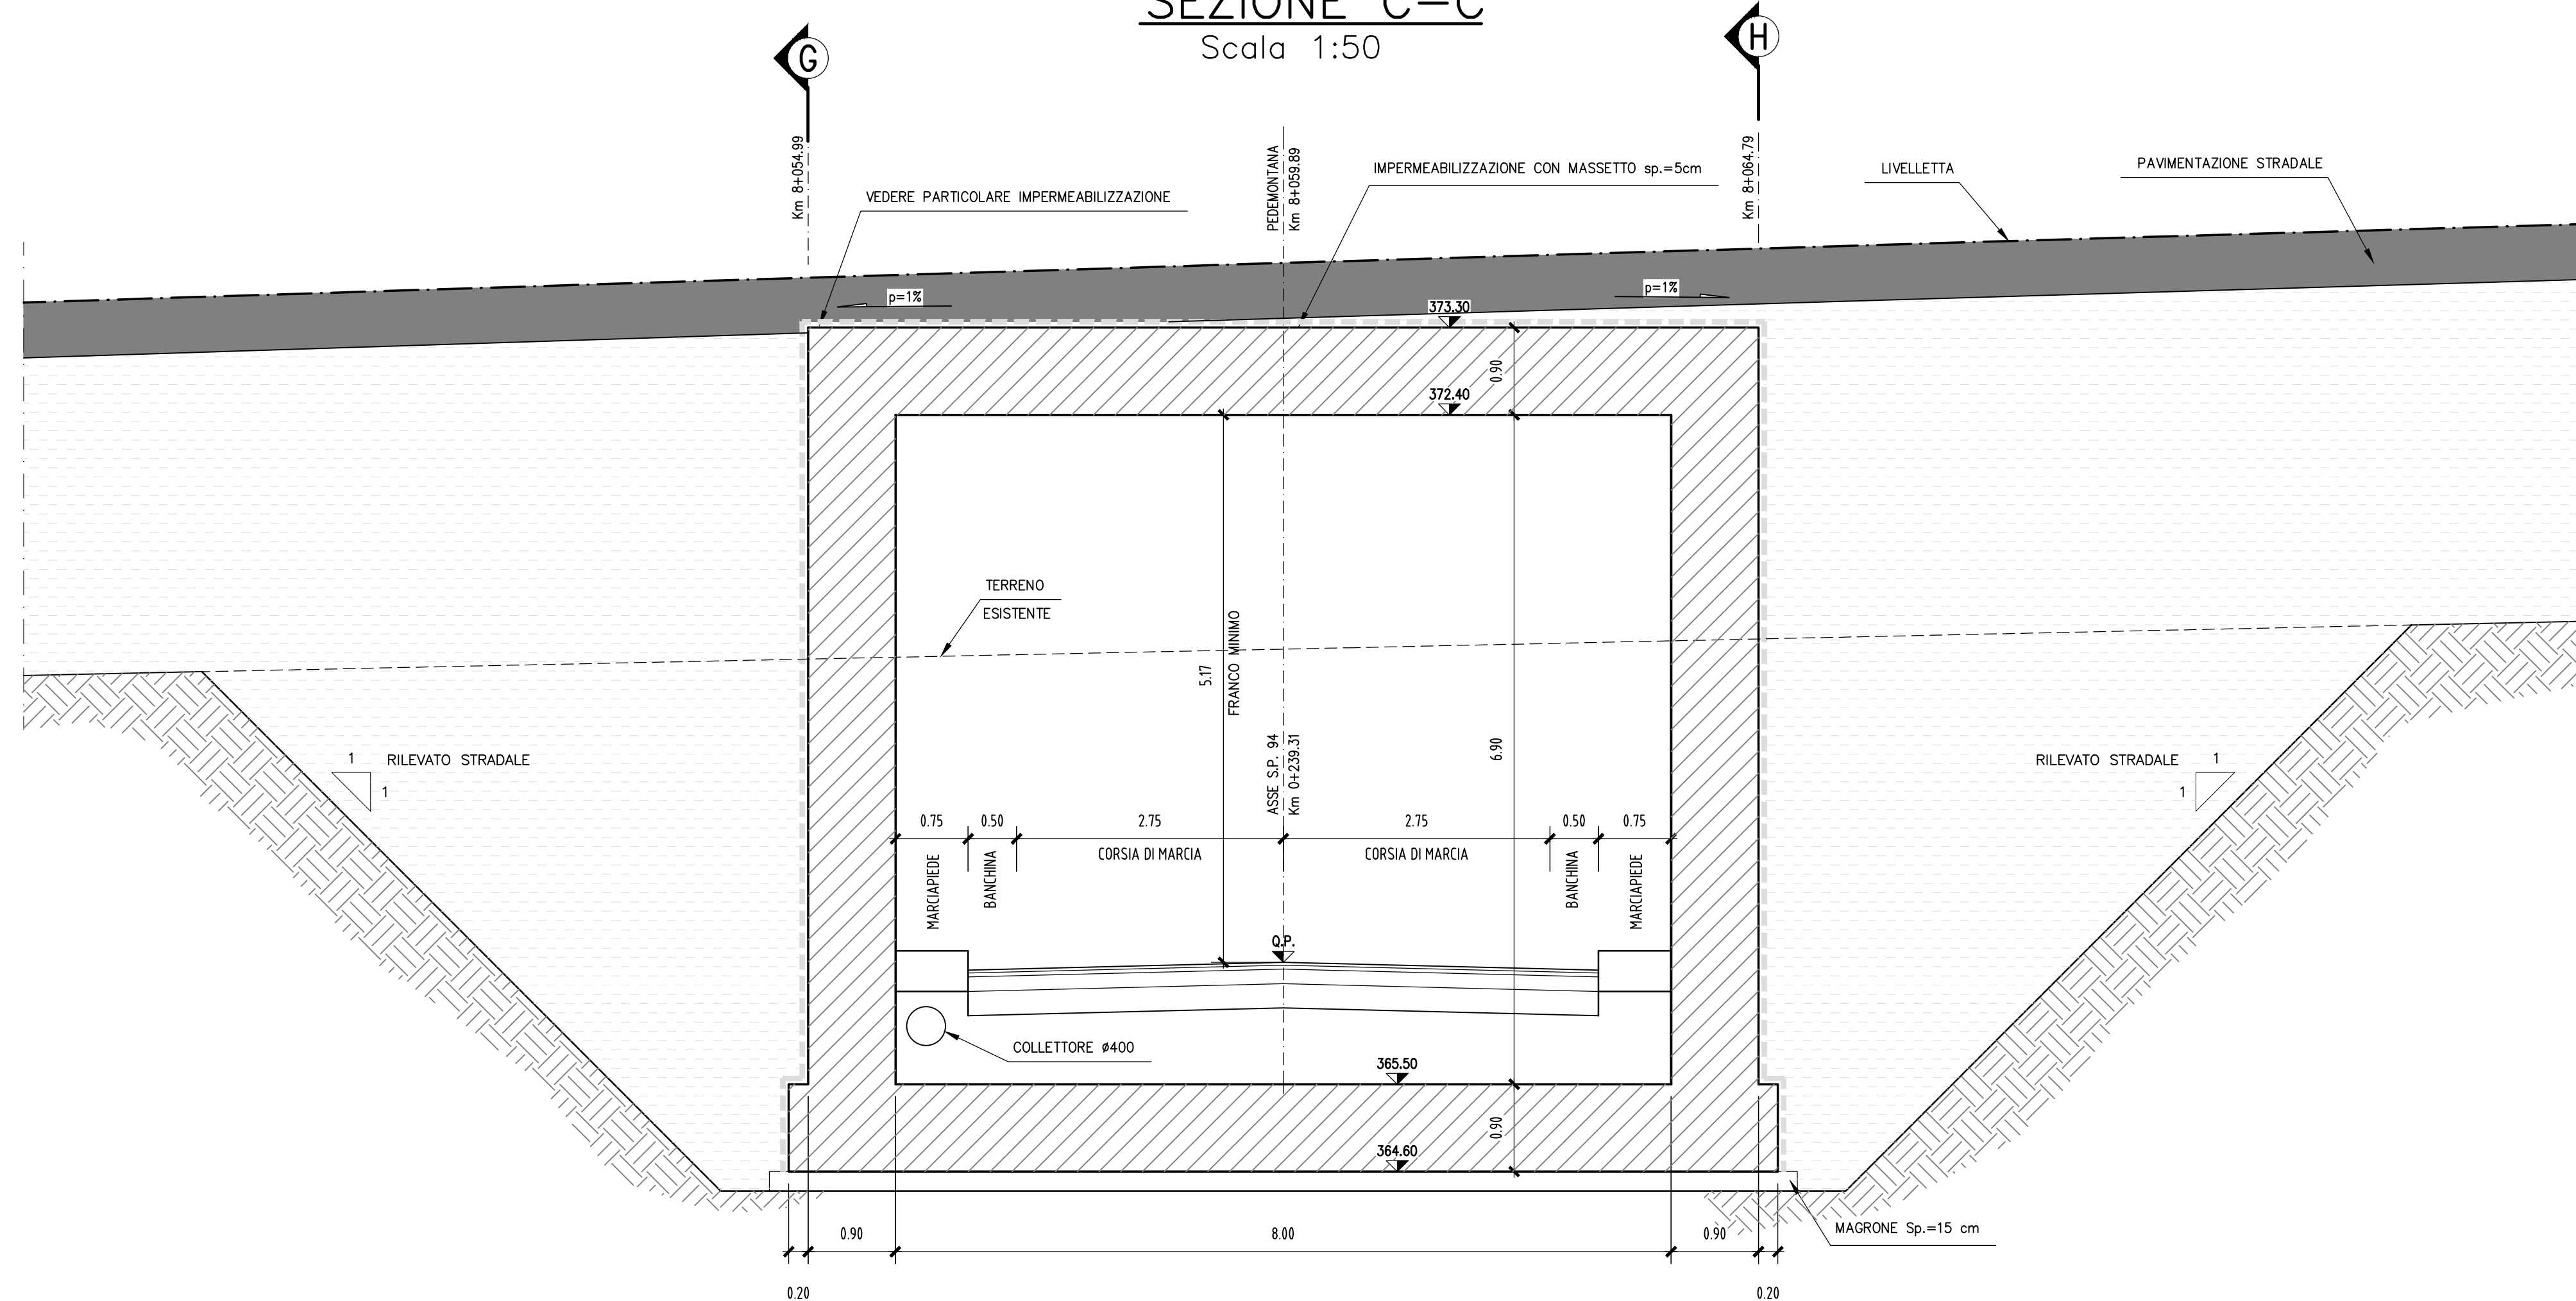 SEZIONE C-C
Scala 1:50
G
H
Km 8+054.99
PEDEMONTANA
Km 8+059.89
Km 8+064.79
VEDERE PARTICOLARE IMPERMEABILIZZAZIONE
IMPERMEABILIZZAZIONE CON MASSETTO sp.=5cm
LIVELLETTA
PAVIMENTAZIONE STRADALE
p=1%
p=1%
373.30
0.90
372.40
TERRENO
ESISTENTE
5.17
FRANCO MINIMO
ASSE S.P. 94
Km 0+239.31
6.90
1
RILEVATO STRADALE
1
RILEVATO STRADALE
1
1
0.75
0.50
2.75
2.75
0.50
0.75
MARCIAPIEDE
BANCHINA
CORSIA DI MARCIA
CORSIA DI MARCIA
BANCHINA
MARCIAPIEDE
Q.P.
COLLETTORE ø400
365.50
0.90
364.60
MAGRONE Sp.=15 cm
0.90
8.00
0.90
0.20
0.20